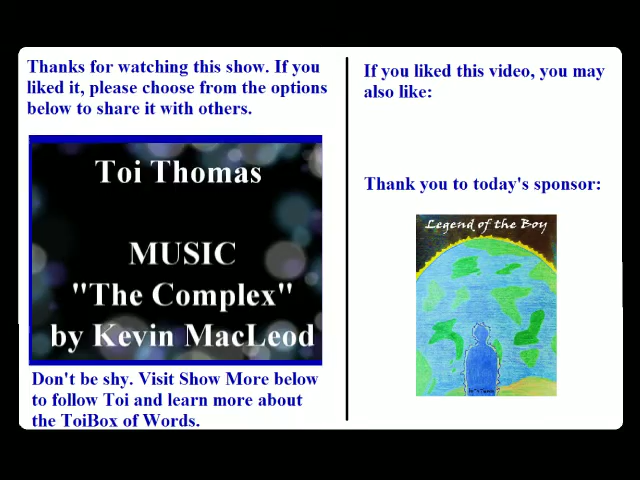 Thanks for watching this show. If you
liked it, please choose from the options
below to share it with others.
Toi Thomas
MUSIC
"The Complex"
by Kevin MacLeod
Don't be shy. Visit Show More below
to follow Toi and learn more about
the ToiBox of Words.
If you liked this video, you may
also like:
Thank you to today's sponsor:
Legend of the Boy